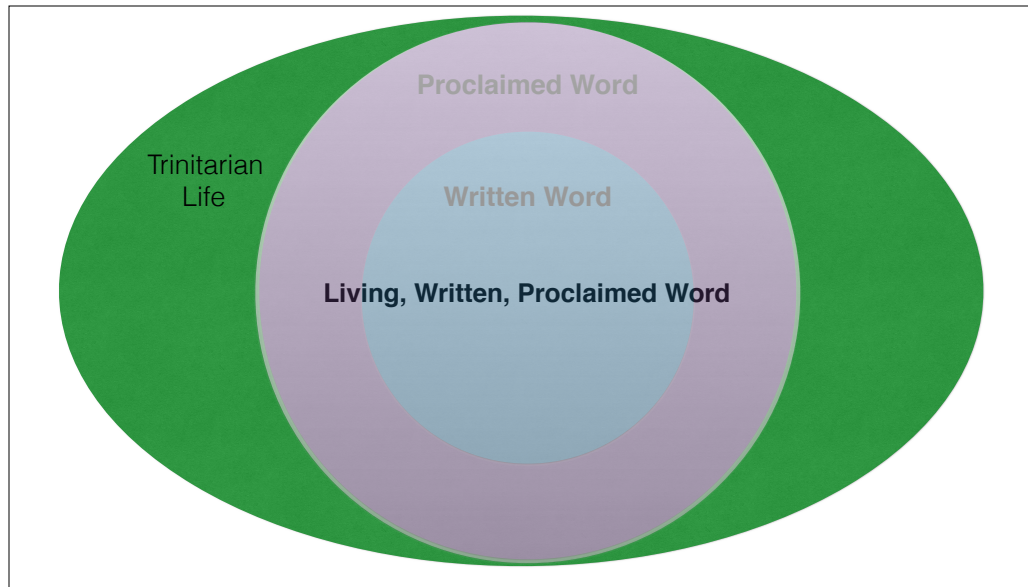 Proclaimed Word
Trinitarian
Life
Written Word
Living, Written, Proclaimed Word